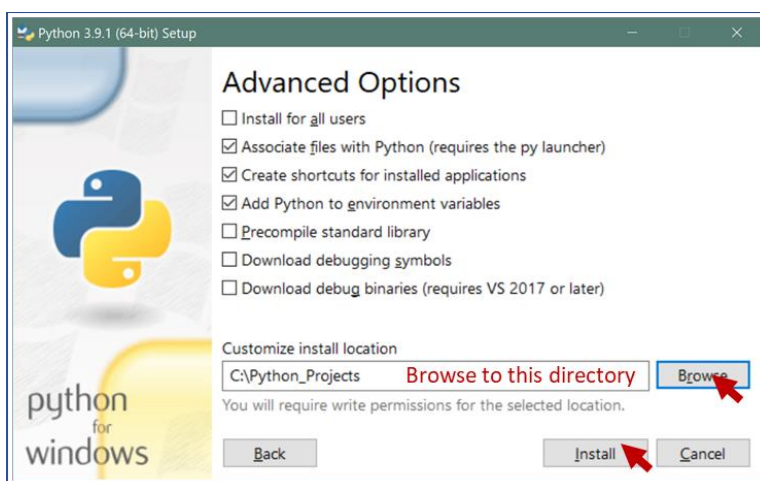 Python 3.9.1 (64-bit) Setup
Advanced Options
Install for all users
Associate files with Python (requires the py launcher)
Create shortcuts for installed applications
Add Python to environment variables
Precompile standard library
Download debugging symbols
Download debug binaries (requires VS 2017 or later)
Customize install location
C:\Python_Projects Browse to this directory Browse
You will require write permissions for the selected location.
python
for
windows
Back Install Cancel